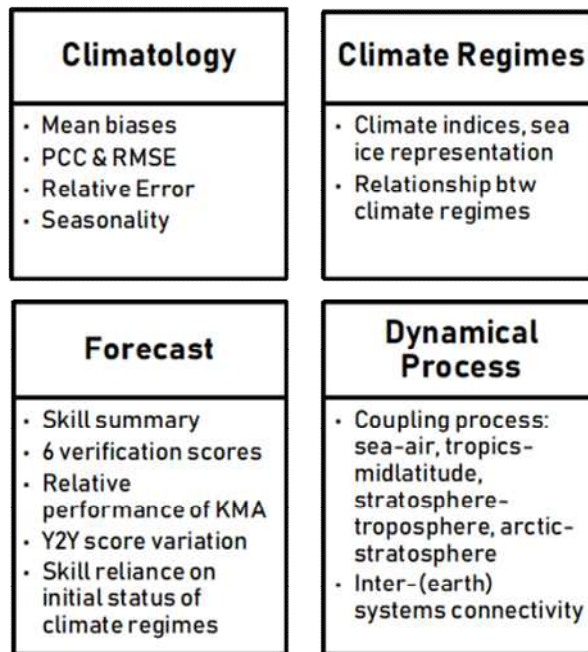 Climatology
• Mean biases
• PCC & RMSE
• Relative Error
• Seasonality
Climate Regimes
• Climate indices, sea
ice representation
• Relationship btw
climate regimes
Forecast
• Skill summary
• 6 verification scores
• Relative
performance of KMA
• Y2Y score variation
• Skill reliance on
initial status of
climate regimes
Dynamical
Process
• Coupling process:
sea-air, tropics-
midlatitude,
stratosphere-
troposphere, arctic-
stratosphere
• Inter-(earth)
systems connectivity